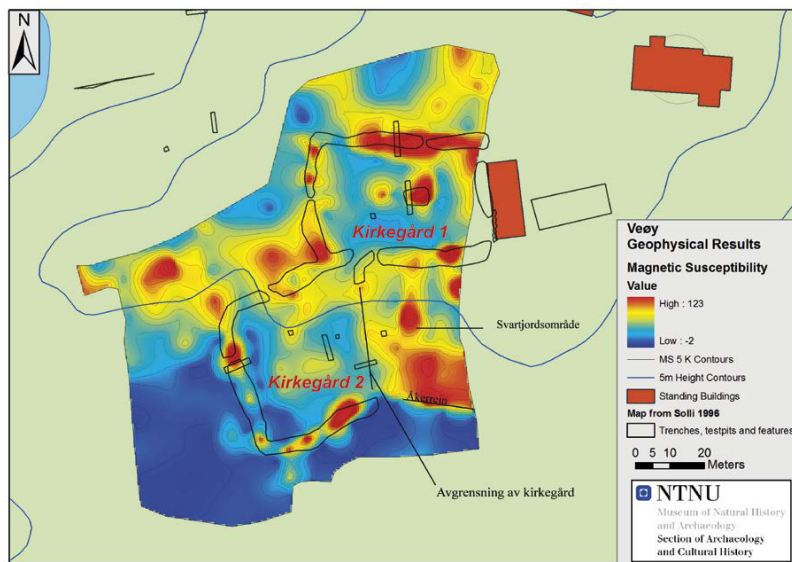 N
Kirkegård 1
Svartjordsområde
Kirkegård 2
Åkerrein
Avgrensning av kirkegård
Veøy
Geophysical Results
Magnetic Susceptibility
Value
High : 123
Low : -2
MS 5 K Contours
5m Height Contours
Standing Buildings
Map from Solli 1996
Trenches, testpits and features
0 5 10 20
Meters
NTNU
Museum of Natural History
and Archaeology
Section of Archaeology
and Cultural History